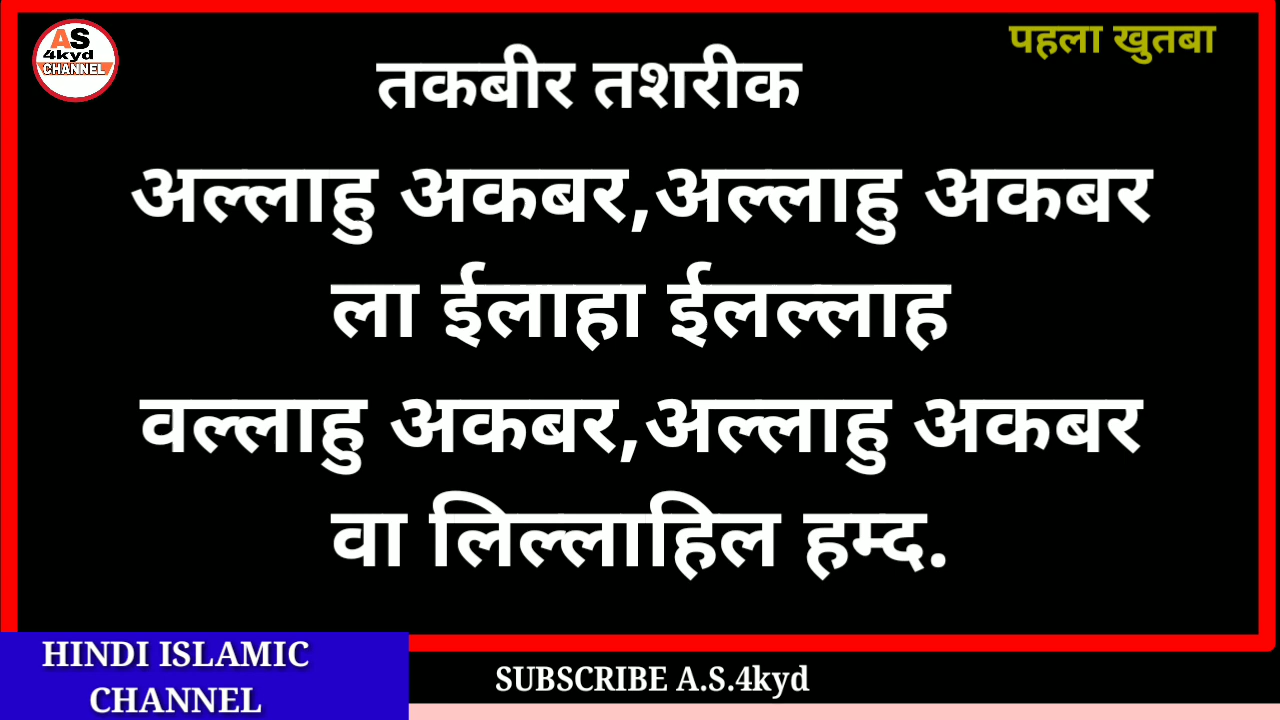 AS
4kyd
CHANNEL
पहला खुतबा
तकबीर तशरीक
अल्लाहु अकबर,अल्लाहु अकबर
ला ईलाहा ईलल्लाह
वल्लाहु अकबर,अल्लाहु अकबर
वा लिल्लाहिल हम्द.
HINDI ISLAMIC
CHANNEL
SUBSCRIBE A.S.4kyd